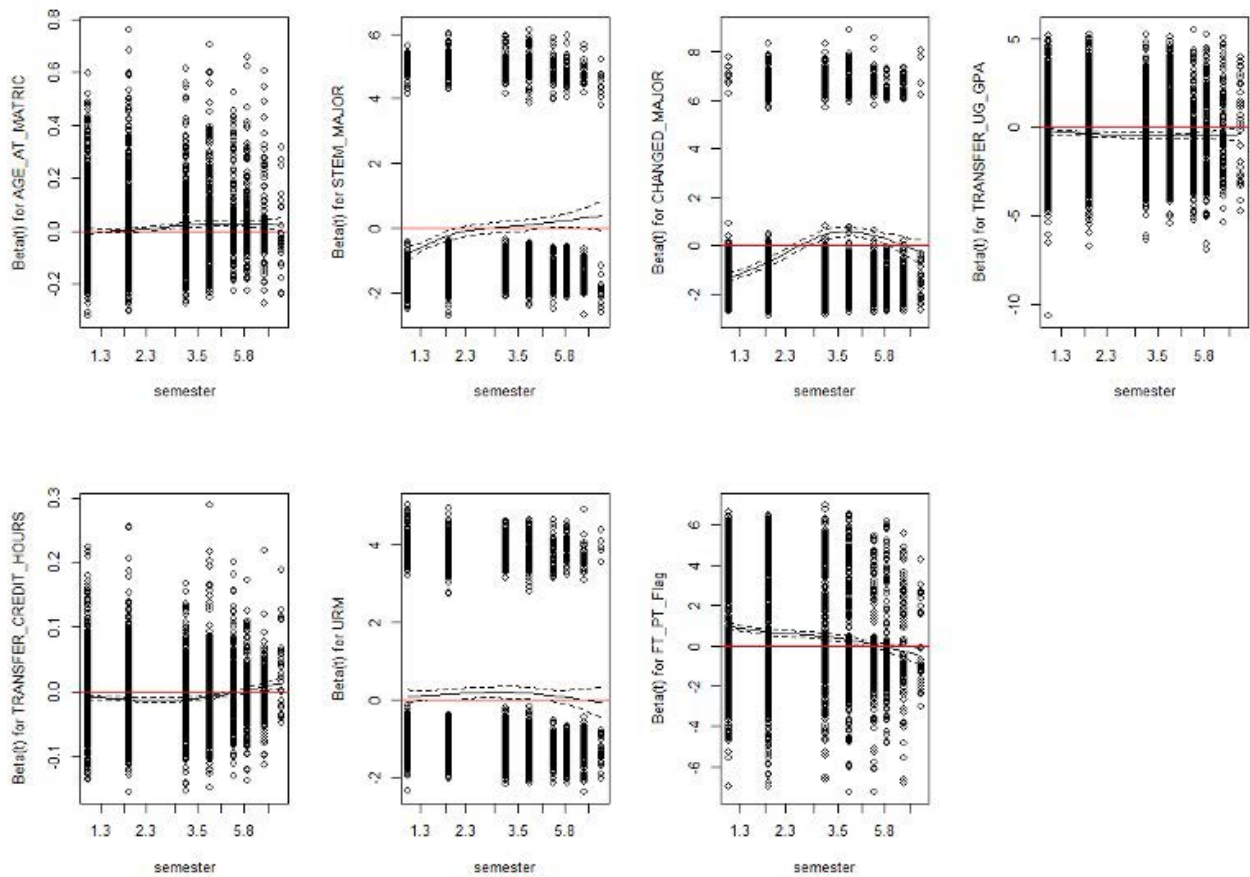 Beta(t) for AGE_AT_MATRIC
0.8
0.6
0.4
0.2
0.0
-0.2
1.3 2.3 3.5 5.8
semester
Beta(t) for STEM_MAJOR
6
4
2
0
-2
1.3 2.3 3.5 5.8
semester
Beta(t) for CHANGED_MAJOR
8
6
4
2
0
-2
1.3 2.3 3.5 5.8
semester
Beta(t) for TRANSFER_UG_GPA
5
0
-5
-10
1.3 2.3 3.5 5.8
semester
Beta(t) for TRANSFER_CREDIT_HOURS
0.3
0.2
0.1
0.0
-0.1
1.3 2.3 3.5 5.8
semester
Beta(t) for URM
4
2
0
-2
1.3 2.3 3.5 5.8
semester
Beta(t) for FT_PT_Flag
6
4
2
0
-2
-4
-6
1.3 2.3 3.5 5.8
semester